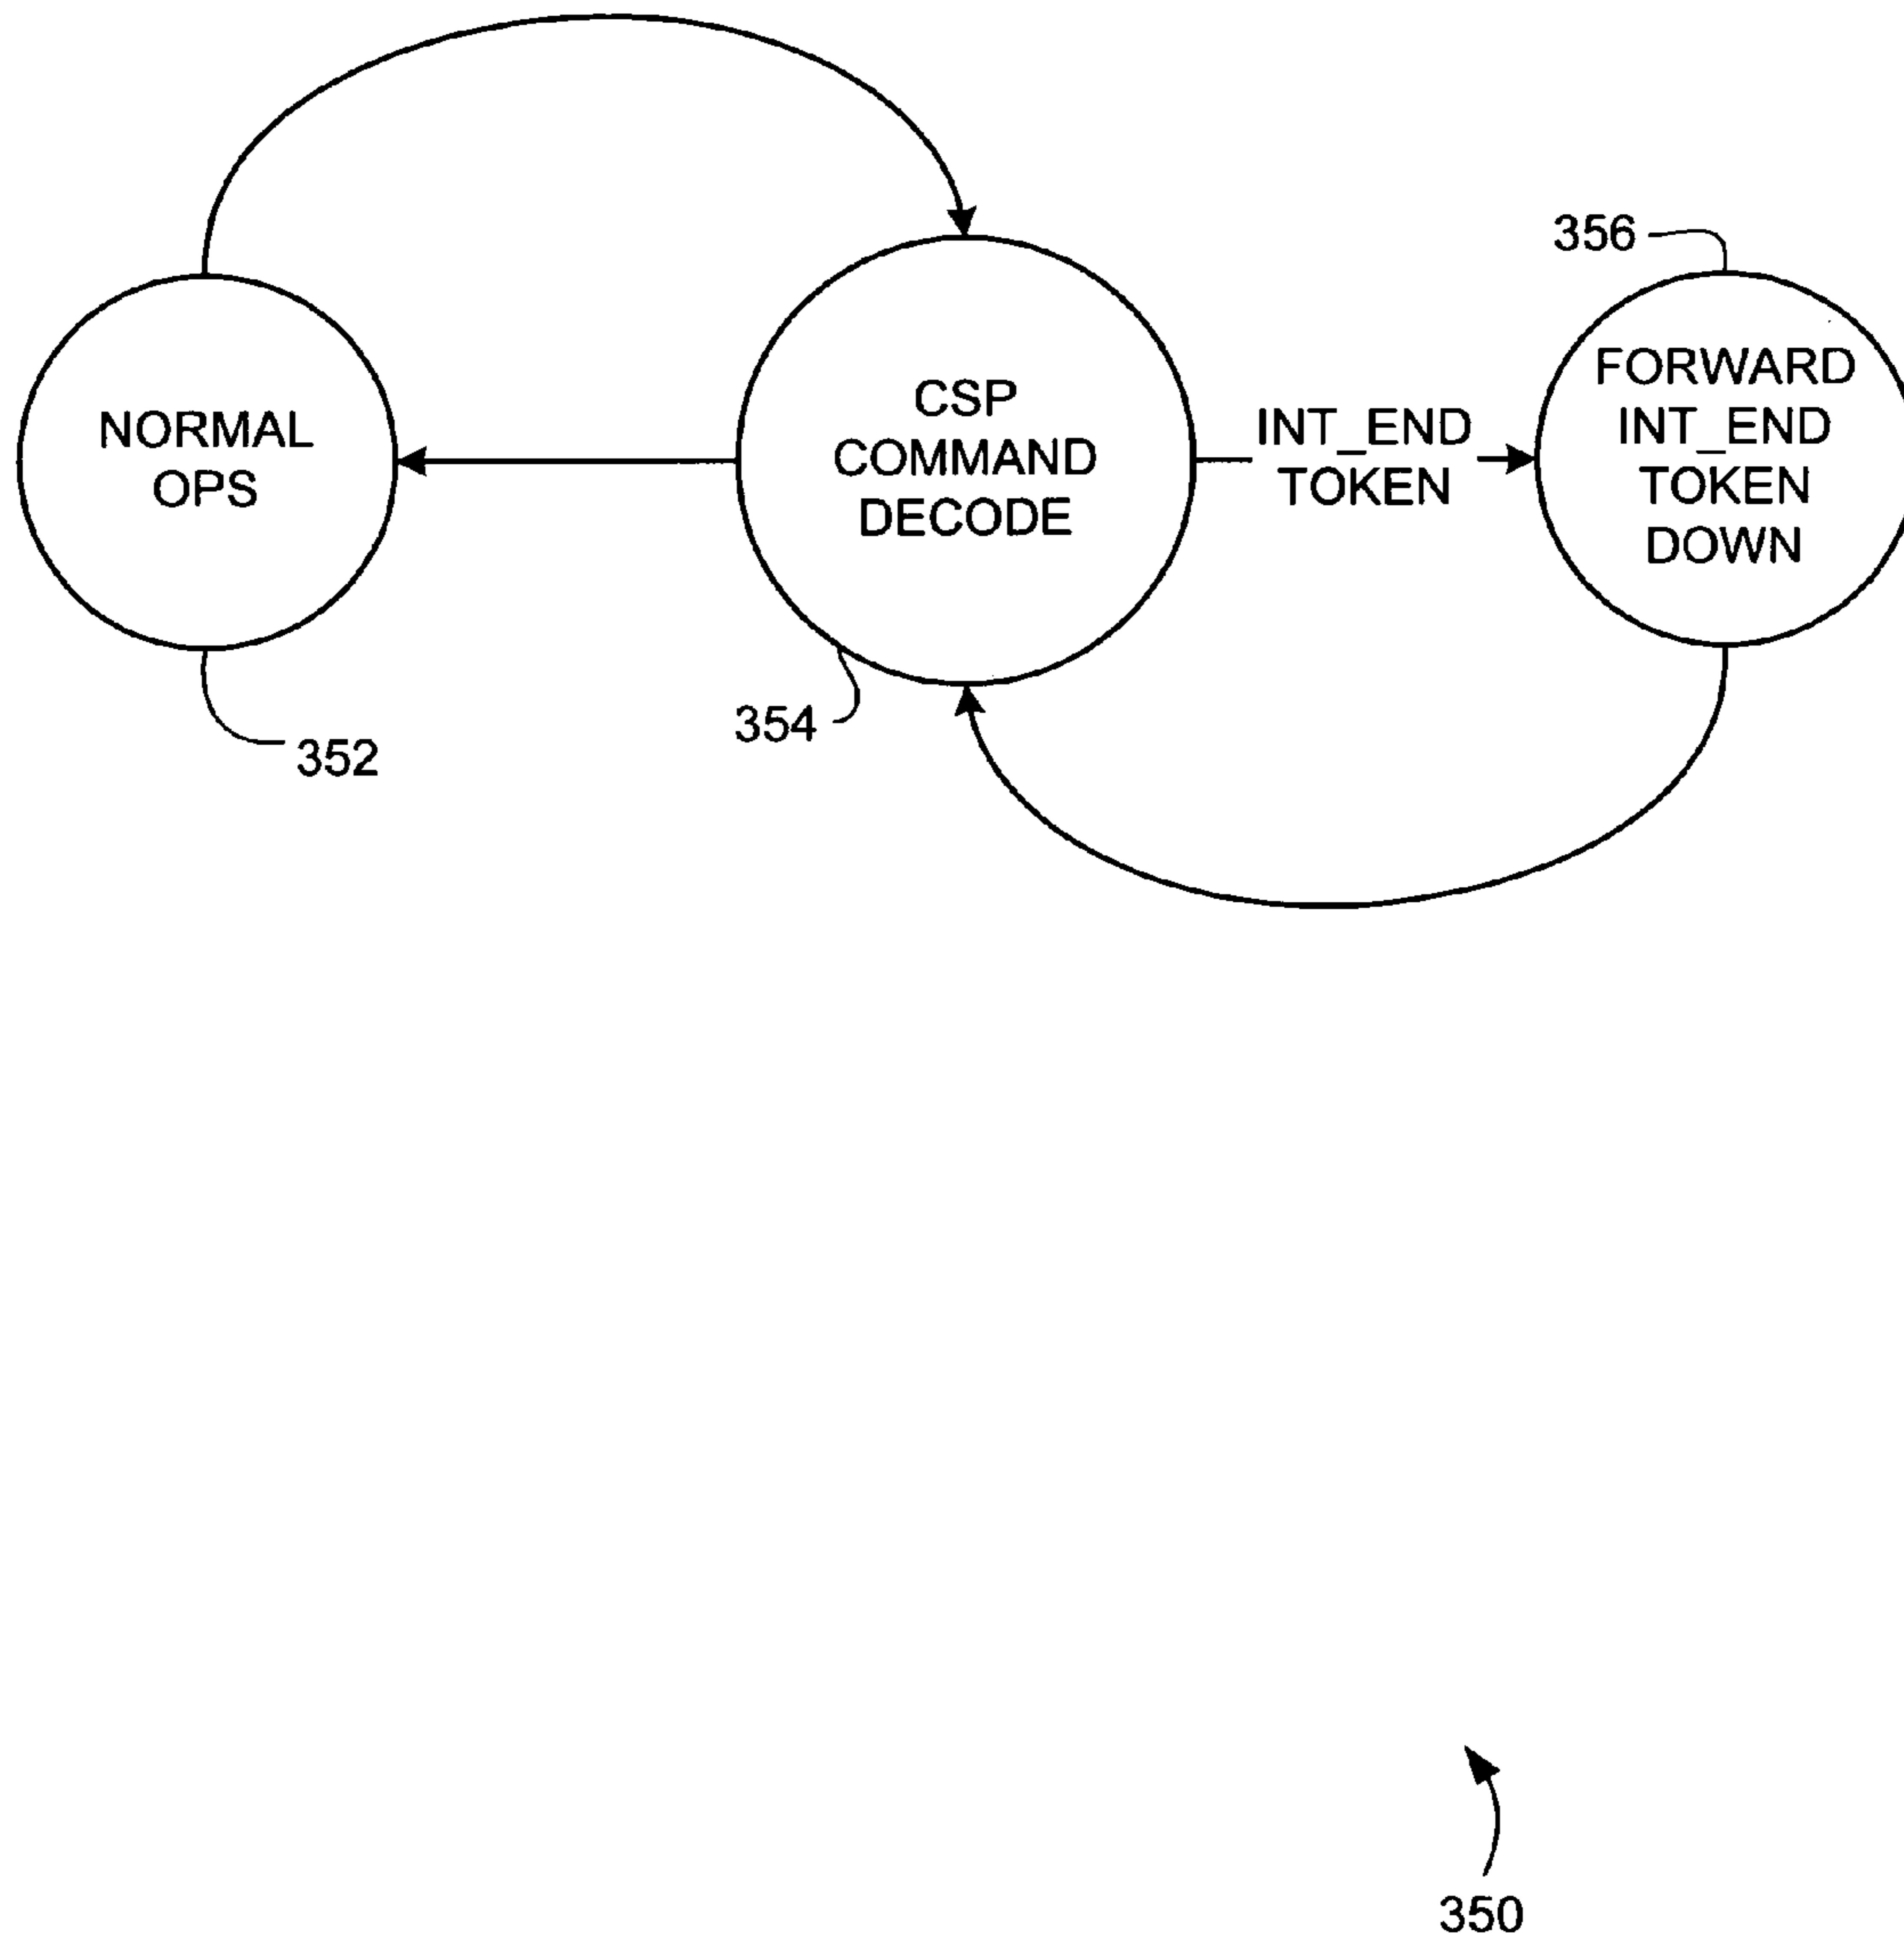 356
NORMAL
OPS
CSP
COMMAND
DECODE
INT_END
TOKEN
FORWARD
INT_END
TOKEN
DOWN
354
352
350